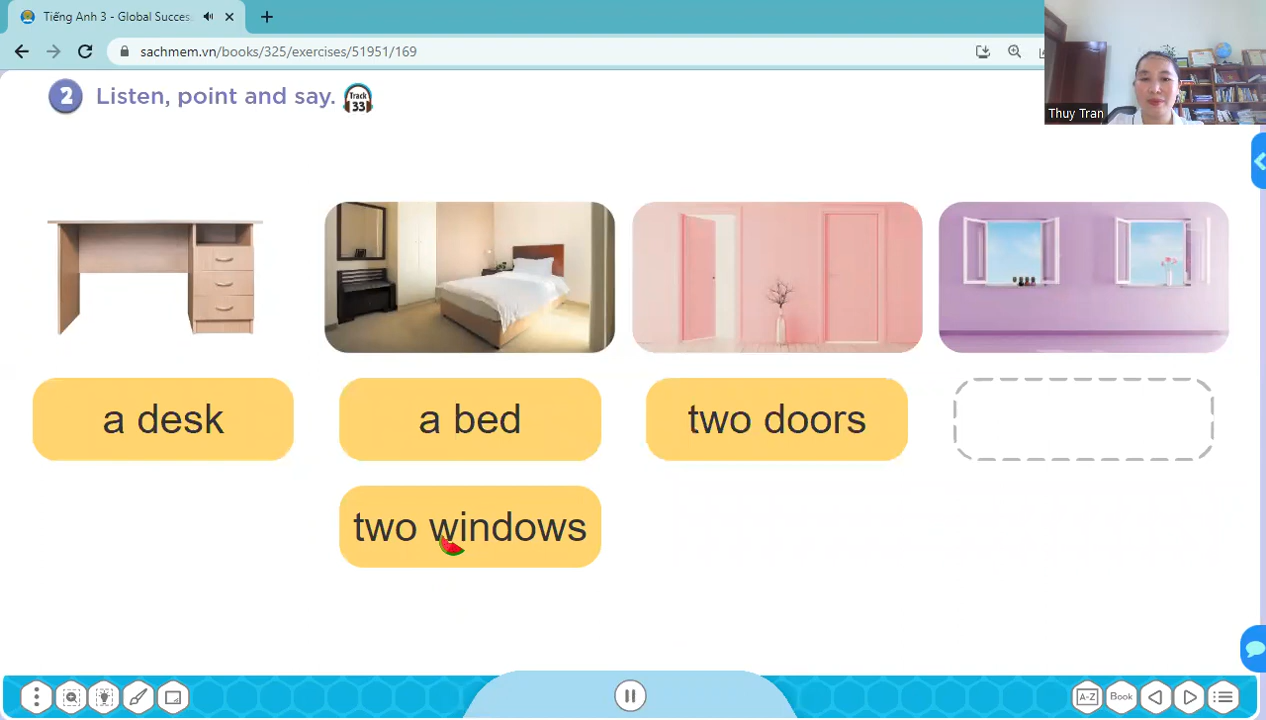 Tiếng Anh 3 - Global Succes
sachmem.vn/books/325/exercises/51951/169
Thuy Tran
2 Listen, point and say. Track 33
a desk
a bed
two doors
two windows
A-Z
Book